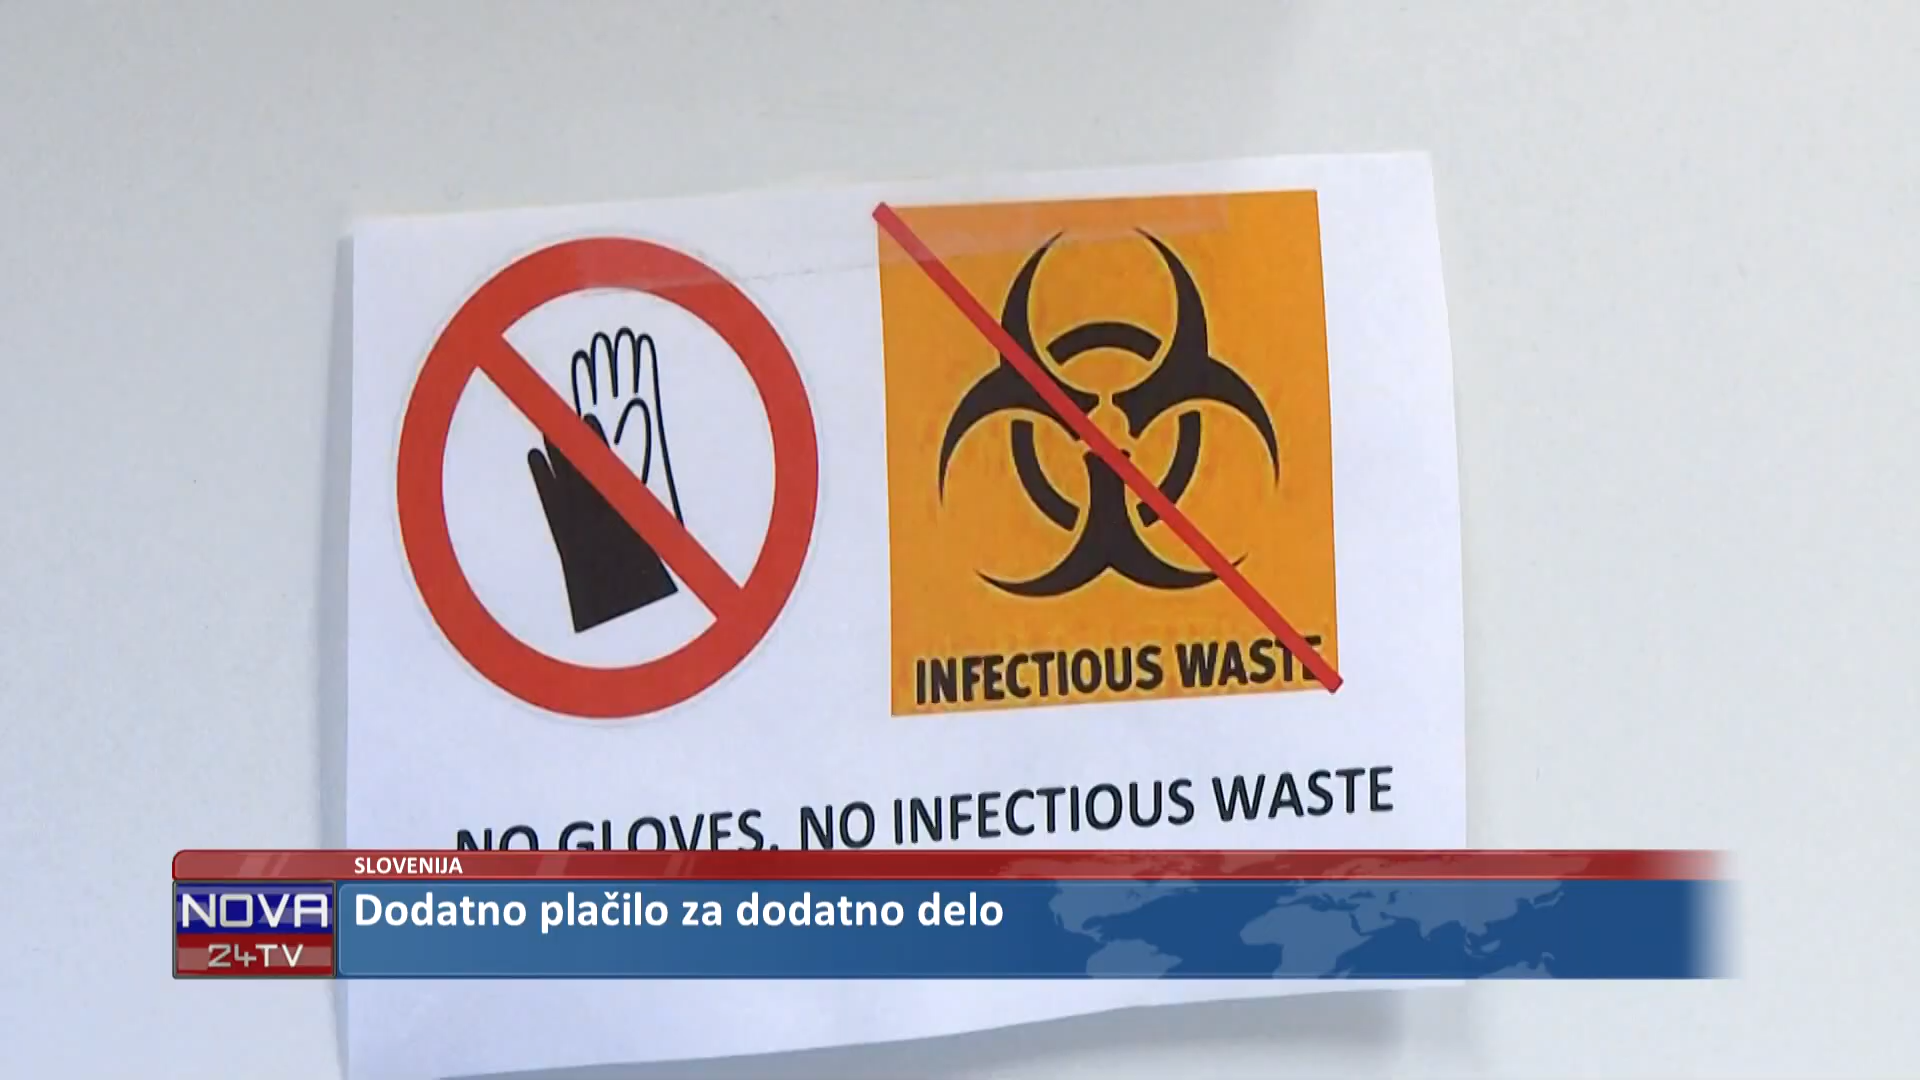 INFECTIOUS WASTE
NO GLOVES, NO INFECTIOUS WASTE
SLOVENIJA
NOVA
24TV
Dodatno plačilo za dodatno delo